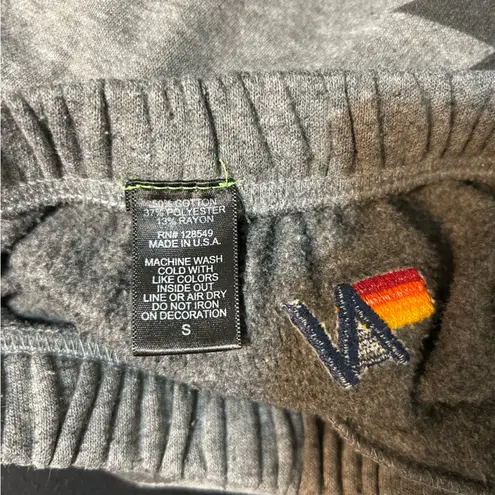 50% COTTON
37% POLYESTER
13% RAYON
RN# 128549
MADE IN U.S.A.
MACHINE WASH
COLD WITH
LIKE COLORS
INSIDE OUT
LINE OR AIR DRY
DO NOT IRON
ON DECORATION
S